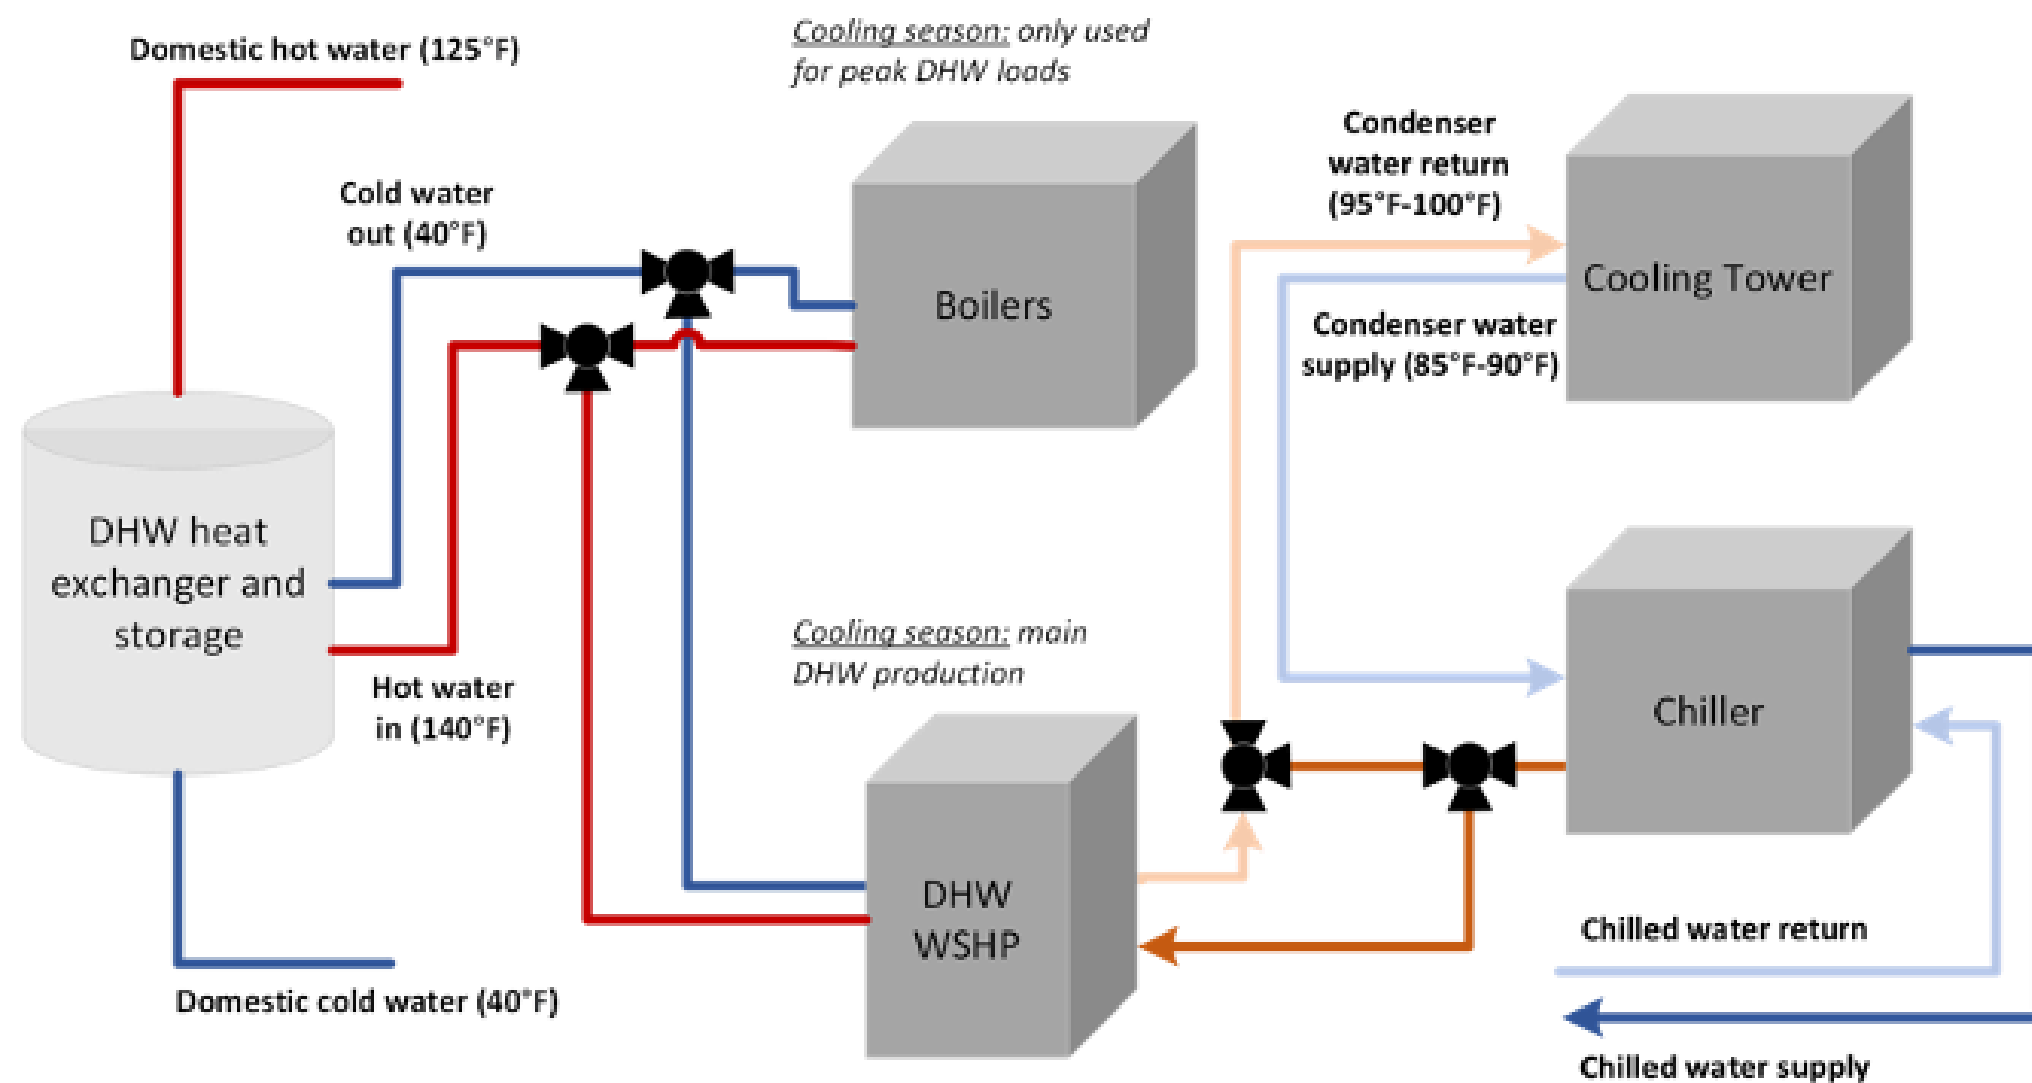 Domestic hot water (125°F)
Cooling season: only used
for peak DHW loads
Cold water
out (40°F)
Boilers
Condenser
water return
(95°F-100°F)
Cooling Tower
Condenser water
supply (85°F-90°F)
DHW heat
exchanger and
storage
Hot water
in (140°F)
Cooling season: main
DHW production
Chiller
DHW
WSHP
Domestic cold water (40°F)
Chilled water return
Chilled water supply